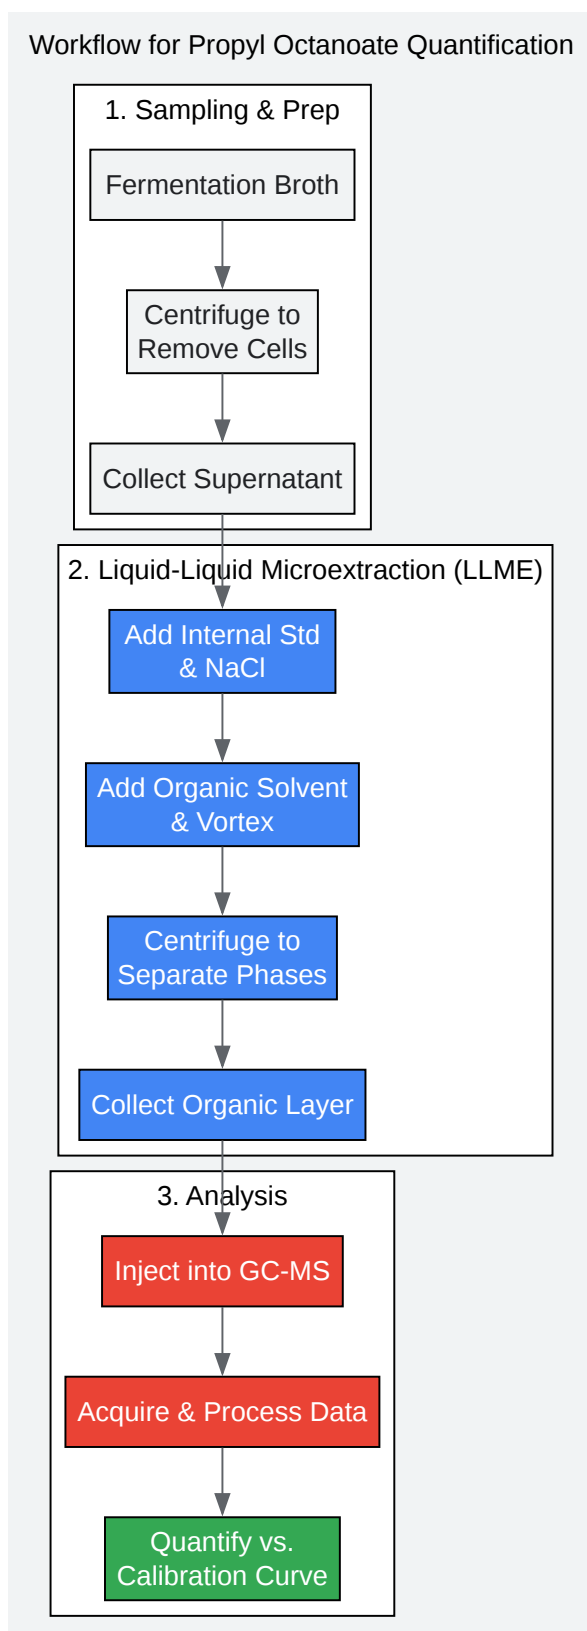 Workflow for Propyl Octanoate Quantification
1. Sampling & Prep
Fermentation Broth
Centrifuge to
Remove Cells
Collect Supernatant
2. Liquid-Liquid Microextraction (LLME)
Add Internal Std
& NaCl
Add Organic Solvent
& Vortex
Centrifuge to
Separate Phases
Collect Organic Layer
3. Analysis
Inject into GC-MS
Acquire & Process Data
Quantify vs.
Calibration Curve